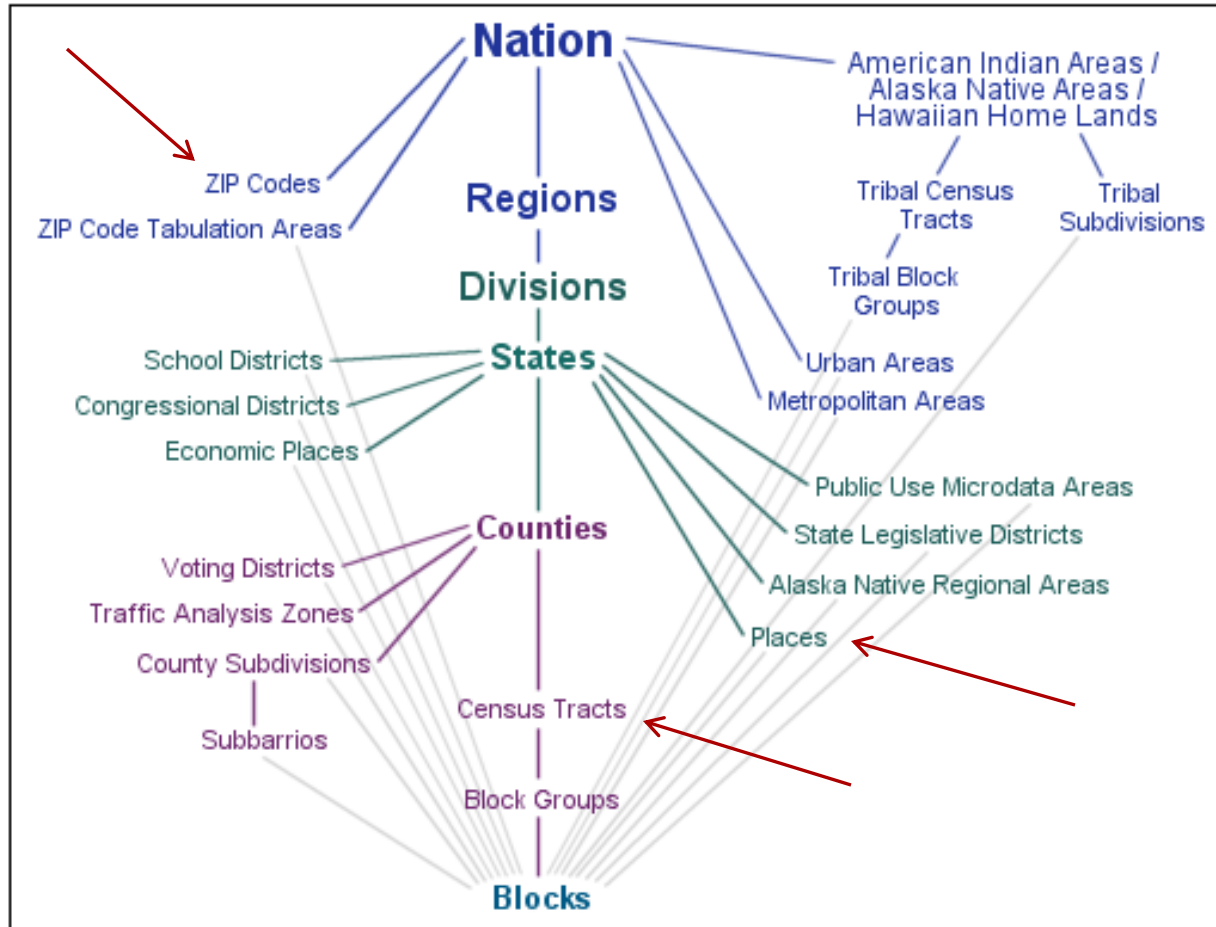 Nation
American Indian Areas /
Alaska Native Areas /
Hawaiian Home Lands
ZIP Codes
ZIP Code Tabulation Areas
Regions
Tribal Census
Tracts
Tribal
Subdivisions
Divisions
Tribal Block
Groups
School Districts
Congressional Districts
Economic Places
States
Urban Areas
Metropolitan Areas
Public Use Microdata Areas
State Legislative Districts
Alaska Native Regional Areas
Places
Counties
Voting Districts
Traffic Analysis Zones
County Subdivisions
Subbarrios
Census Tracts
Block Groups
Blocks